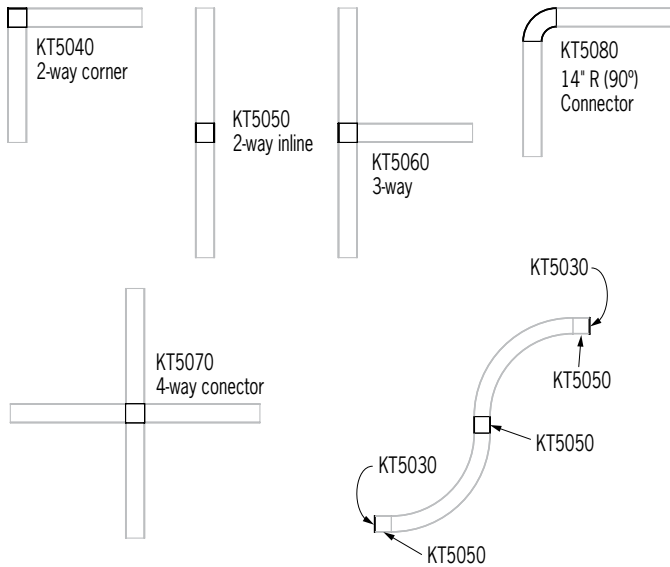 KT5040
2-way corner
KT5050
2-way inline
KT5060
3-way
KT5080
14" R (90º)
Connector
KT5070
4-way conector
KT5030
KT5050
KT5050
KT5030
KT5050